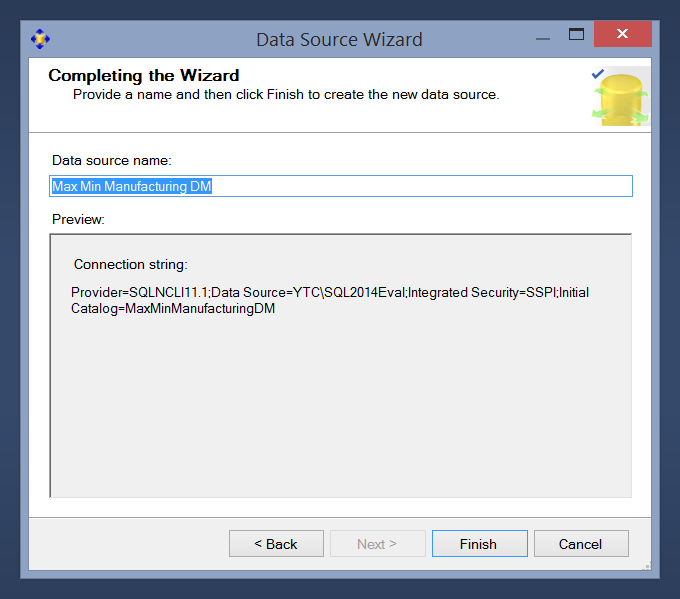 Data Source Wizard
Completing the Wizard
Provide a name and then click Finish to create the new data source.
Data source name:
Max Min Manufacturing DM
Preview:
Connection string:
Provider=SQLNCLI11.1;Data Source=YTC\SQL2014Eval;Integrated Security=SSPI;Initial
Catalog=MaxMinManufacturingDM
< Back
Next >
Finish
Cancel